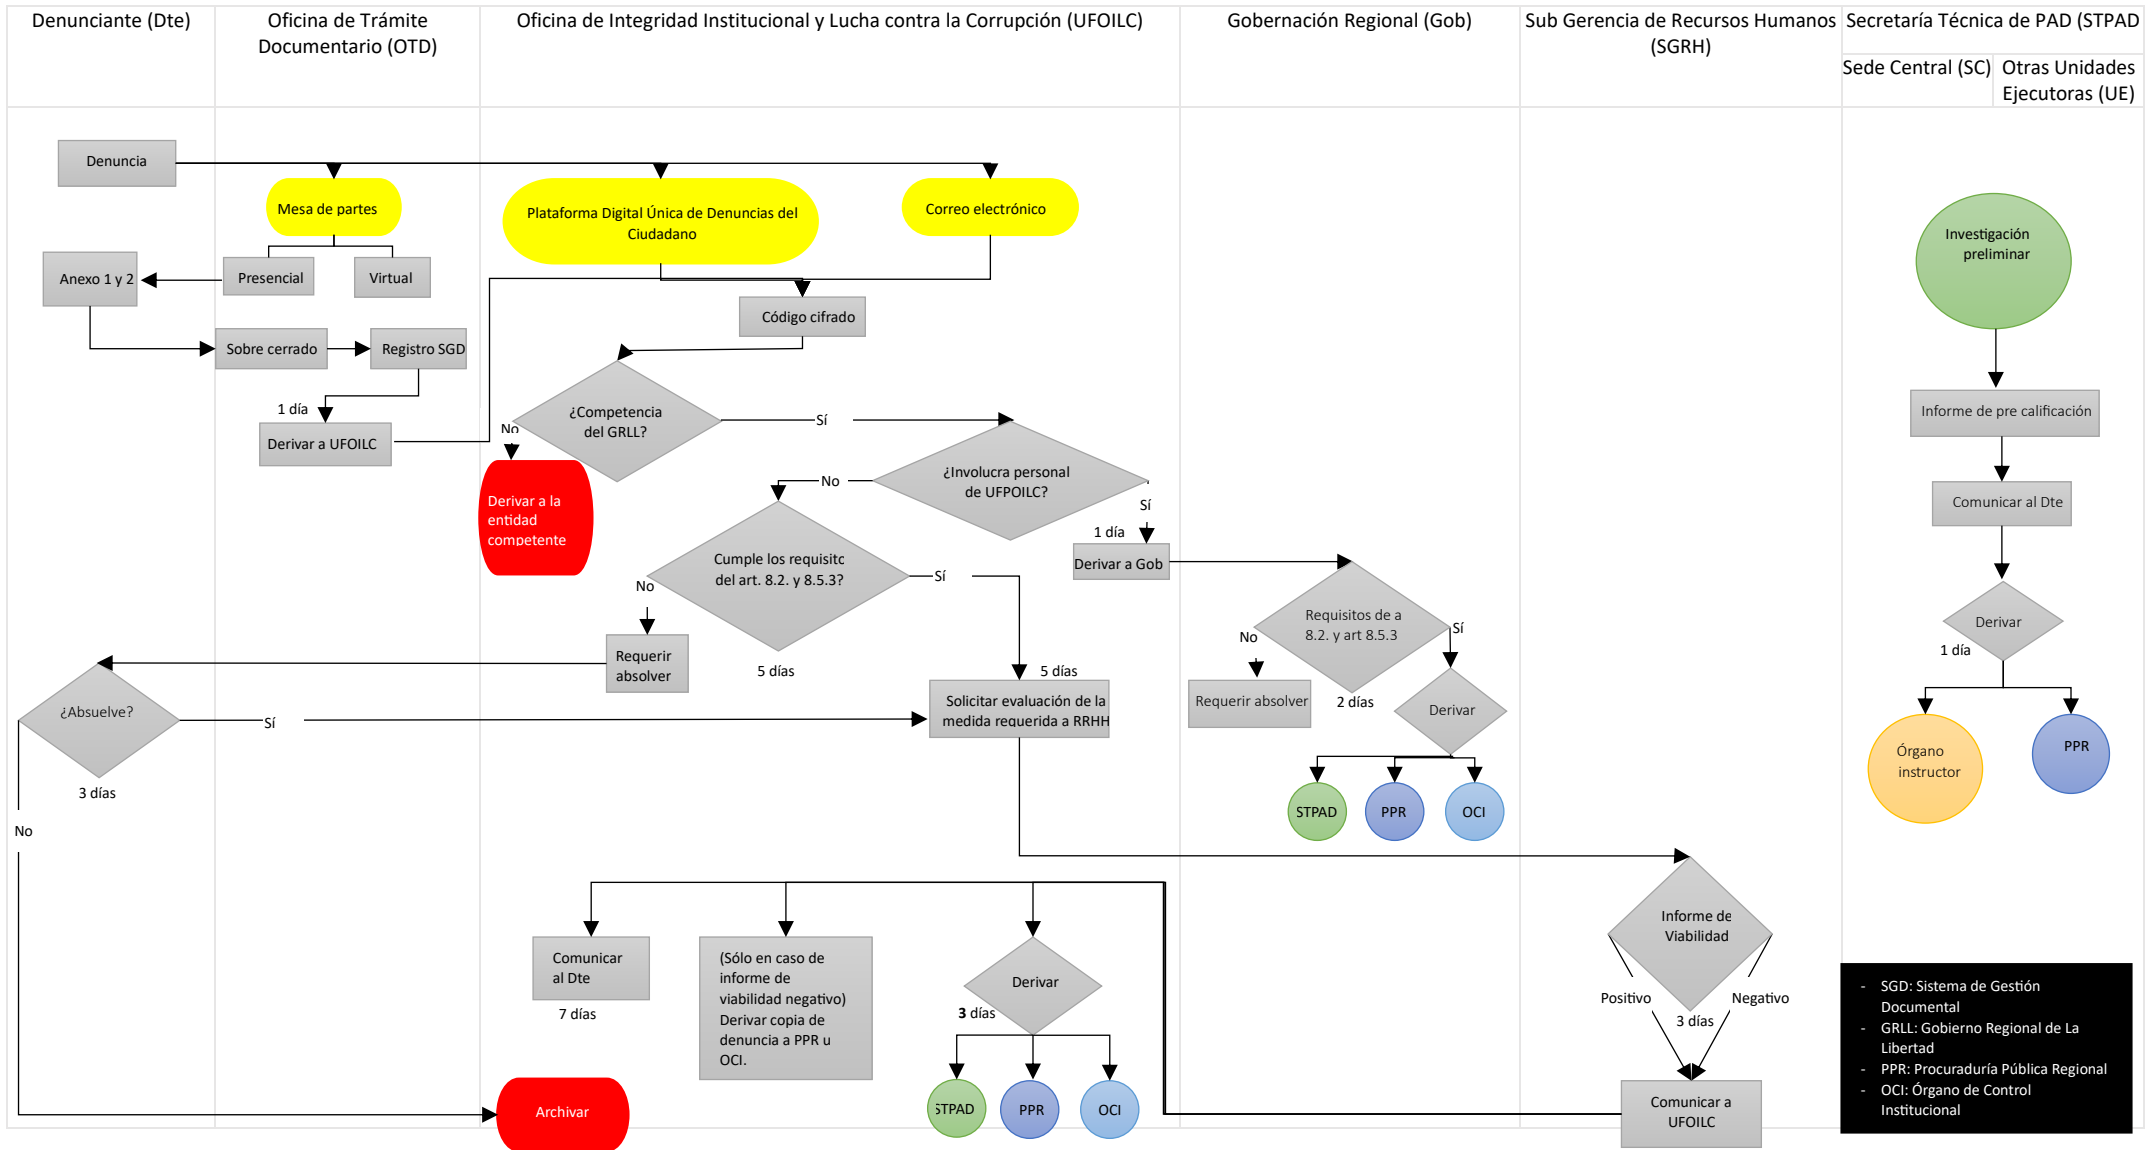 Denunciante (Dte)
Oficina de Trámite
Documentario (OTD)
Oficina de Integridad Institucional y Lucha contra la Corrupción (UFOILC)
Gobernación Regional (Gob)
Sub Gerencia de Recursos Humanos
(SGRH)
Secretaría Técnica de PAD (STPAD
Sede Central (SC)
Otras Unidades
Ejecutoras (UE)
Denuncia
Mesa de partes
Plataforma Digital Única de Denuncias del
Ciudadano
Correo electrónico
Presencial
Virtual
Anexo 1 y 2
Código cifrado
Sobre cerrado
Registro SGD
1 día
Derivar a UFOILC
¿Competencia
del GRLL?
Sí
No
Derivar a la
entidad
competente
¿Involucra personal
de UFPOILC?
No
Sí
1 día
Derivar a Gob
Cumple los requisitc
del art. 8.2. y 8.5.3?
Sí
No
5 días
Requerir
absolver
¿Absuelve?
3 días
Sí
No
5 días
Solicitar evaluación de la
medida requerida a RRHH
Requisitos de a
8.2. y art 8.5.3
No
Sí
2 días
Requerir absolver
Derivar
STPAD
PPR
OCI
Investigación
preliminar
Informe de pre calificación
Comunicar al Dte
Derivar
1 día
Órgano
instructor
PPR
Informe de
Viabilidad
Positivo
Negativo
3 días
Comunicar a
UFOILC
Comunicar
al Dte
7 días
(Sólo en caso de
informe de
viabilidad negativo)
Derivar copia de
denuncia a PPR u
OCI.
Derivar
3 días
STPAD
PPR
OCI
Archivar
- SGD: Sistema de Gestión
Documental
- GRLL: Gobierno Regional de La
Libertad
- PPR: Procuraduría Pública Regional
- OCI: Órgano de Control
Institucional